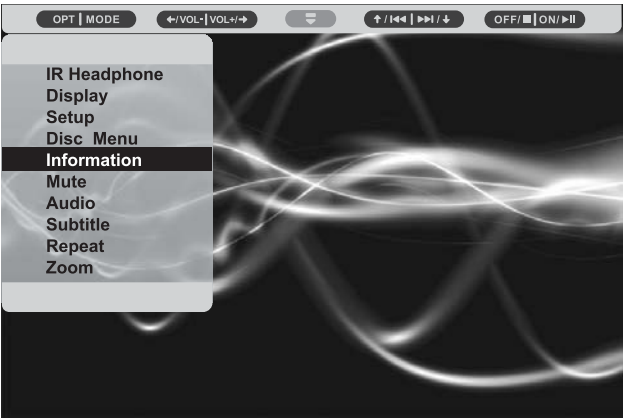 OPT | MODE ←/VOL- | VOL+/→ ↑/I◀◀ | ▶▶I/↓ OFF/■ | ON/▶II
IR Headphone
Display
Setup
Disc Menu
Information
Mute
Audio
Subtitle
Repeat
Zoom